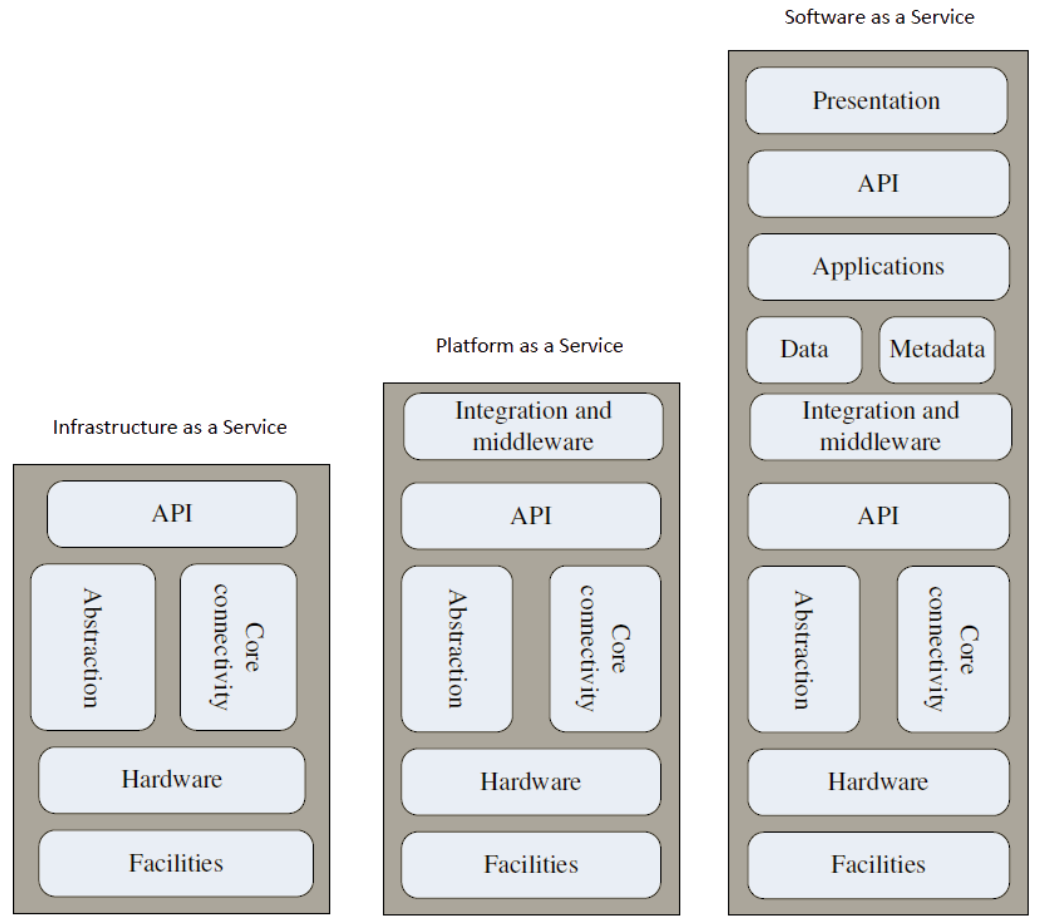 Infrastructure as a Service
API
Abstraction
Core
connectivity
Hardware
Facilities
Platform as a Service
Integration and
middleware
API
Abstraction
Core
connectivity
Hardware
Facilities
Software as a Service
Presentation
API
Applications
Data
Metadata
Integration and
middleware
API
Abstraction
Core
connectivity
Hardware
Facilities